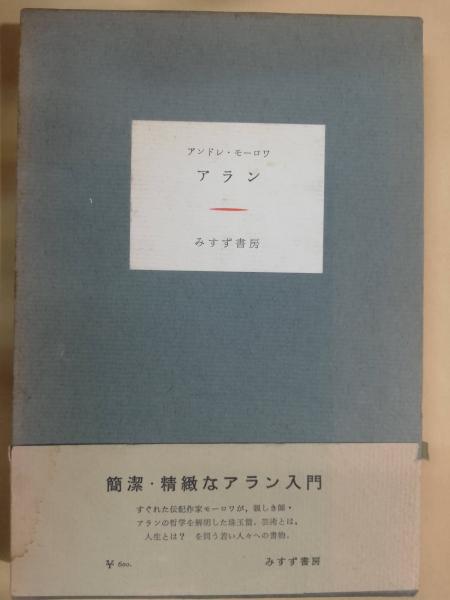 アンドレ・モーロワ
アラン
みすず書房
簡潔・精緻なアラン入門
すぐれた伝記作家モーロワが，親しき師・
アランの哲学を解明した珠玉篇。芸術とは，
人生とは？ を問う若い人々への書物。
¥ 600.
みすず書房